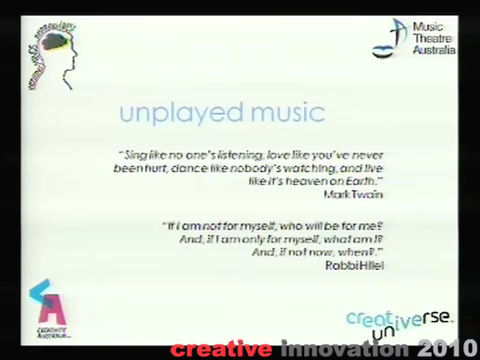 Music
Theatre
Australia
unplayed music
"Sing like no one's listening, love like you've never
been hurt, dance like nobody's watching, and live
like it's heaven on Earth."
Mark Twain
"If I am not for myself, who will be for me?
And, if I am only for myself, what am I?
And, if not now, when?"
Rabbi Hillel
creative
universe.
creative innovation 2010